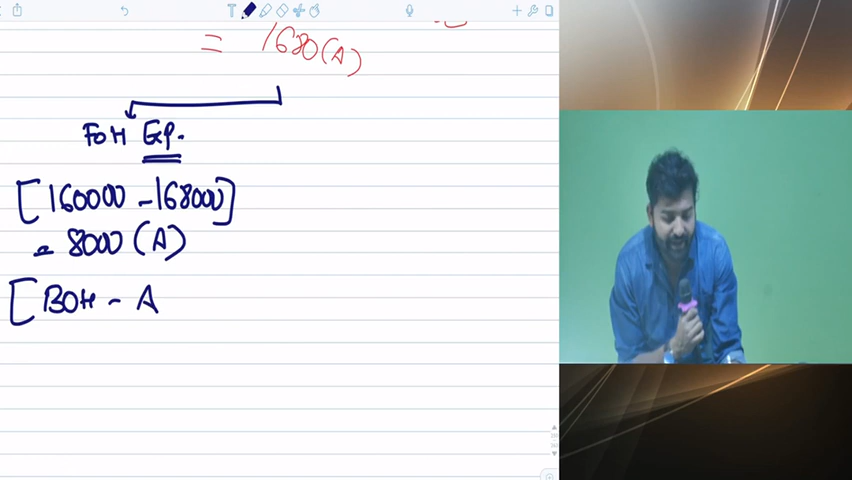 = 1680 (A)
FOH Exp.
[160000 - 168000]
= 8000 (A)
[BOH - A